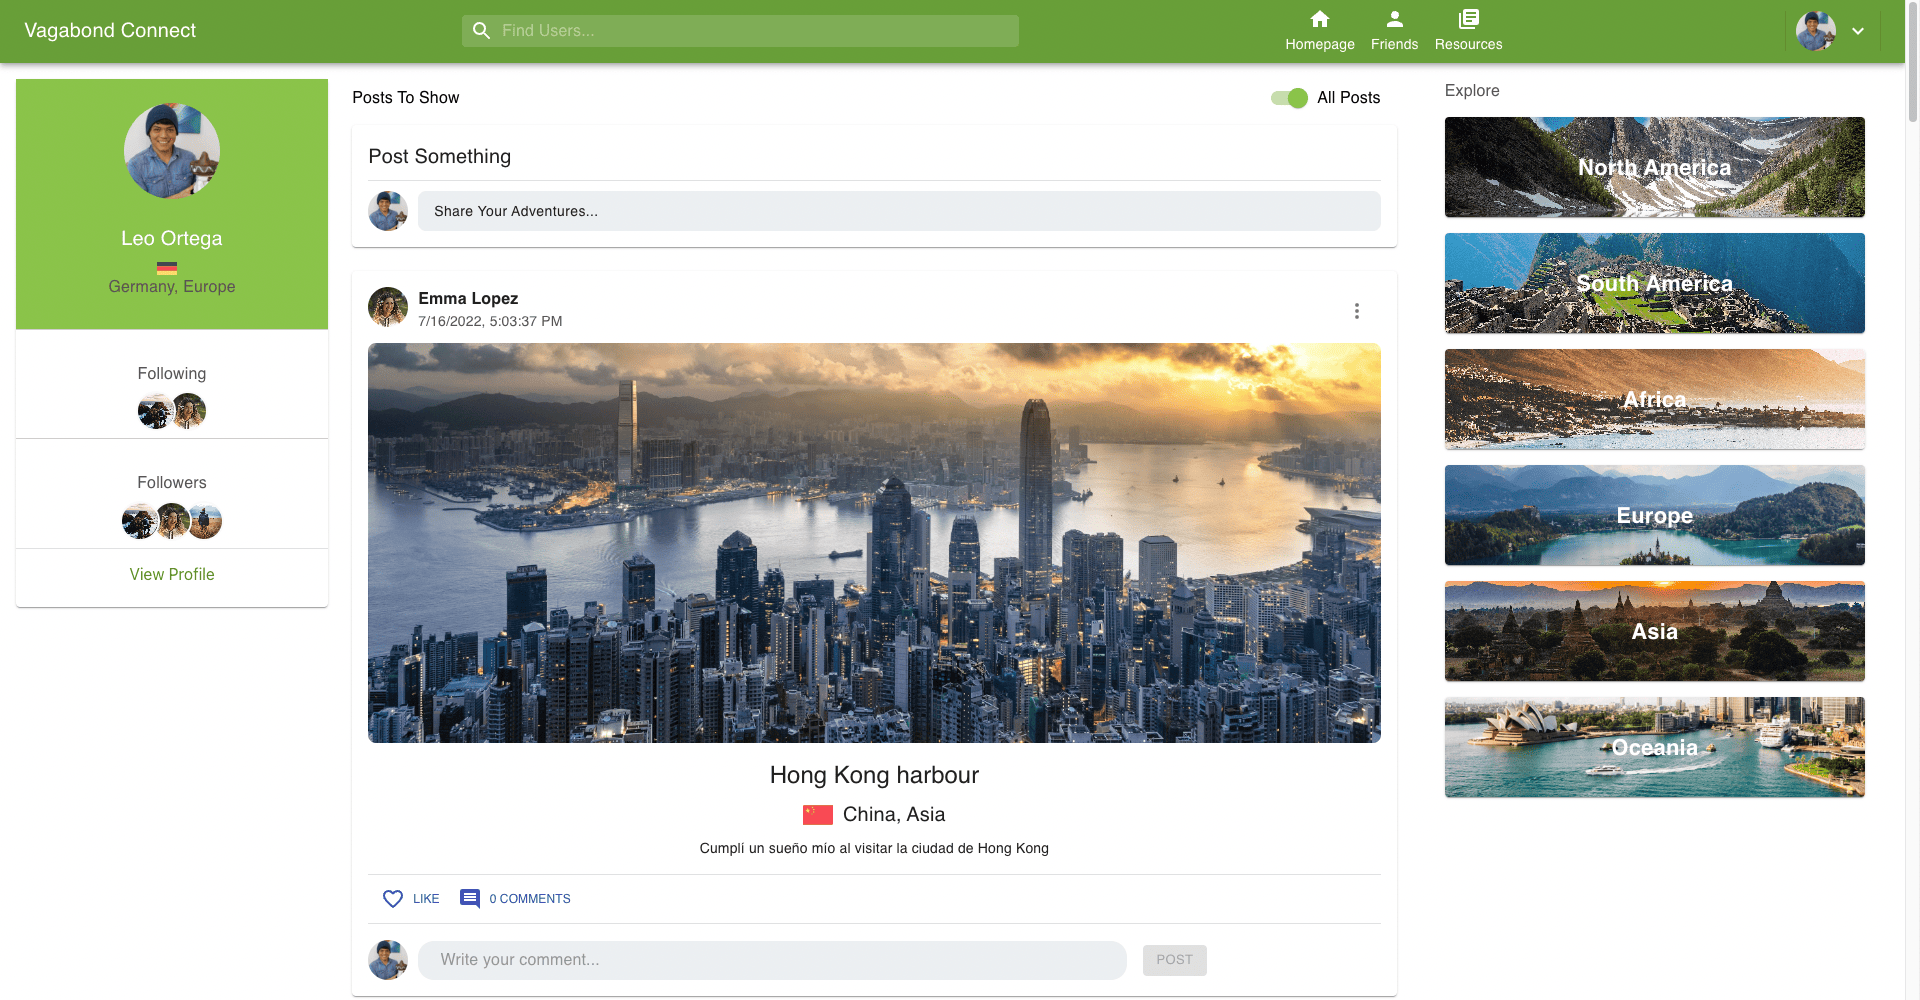 Vagabond Connect
Find Users...
Homepage
Friends
Resources
Leo Ortega
Germany, Europe
Following
Followers
View Profile
Posts To Show
All Posts
Post Something
Share Your Adventures...
Emma Lopez
7/16/2022, 5:03:37 PM
Hong Kong harbour
China, Asia
Cumplí un sueño mío al visitar la ciudad de Hong Kong
LIKE
0 COMMENTS
Write your comment...
POST
Explore
North America
South America
Africa
Europe
Asia
Oceania